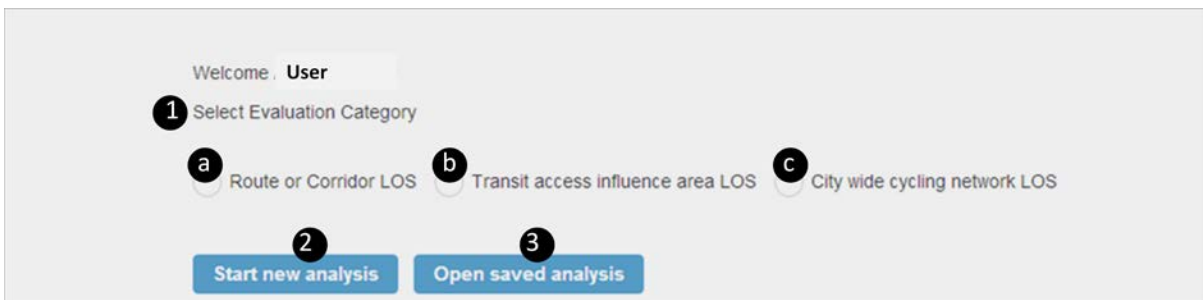 Welcome User
1 Select Evaluation Category
a Route or Corridor LOS b Transit access influence area LOS c City wide cycling network LOS
2 3
Start new analysis Open saved analysis